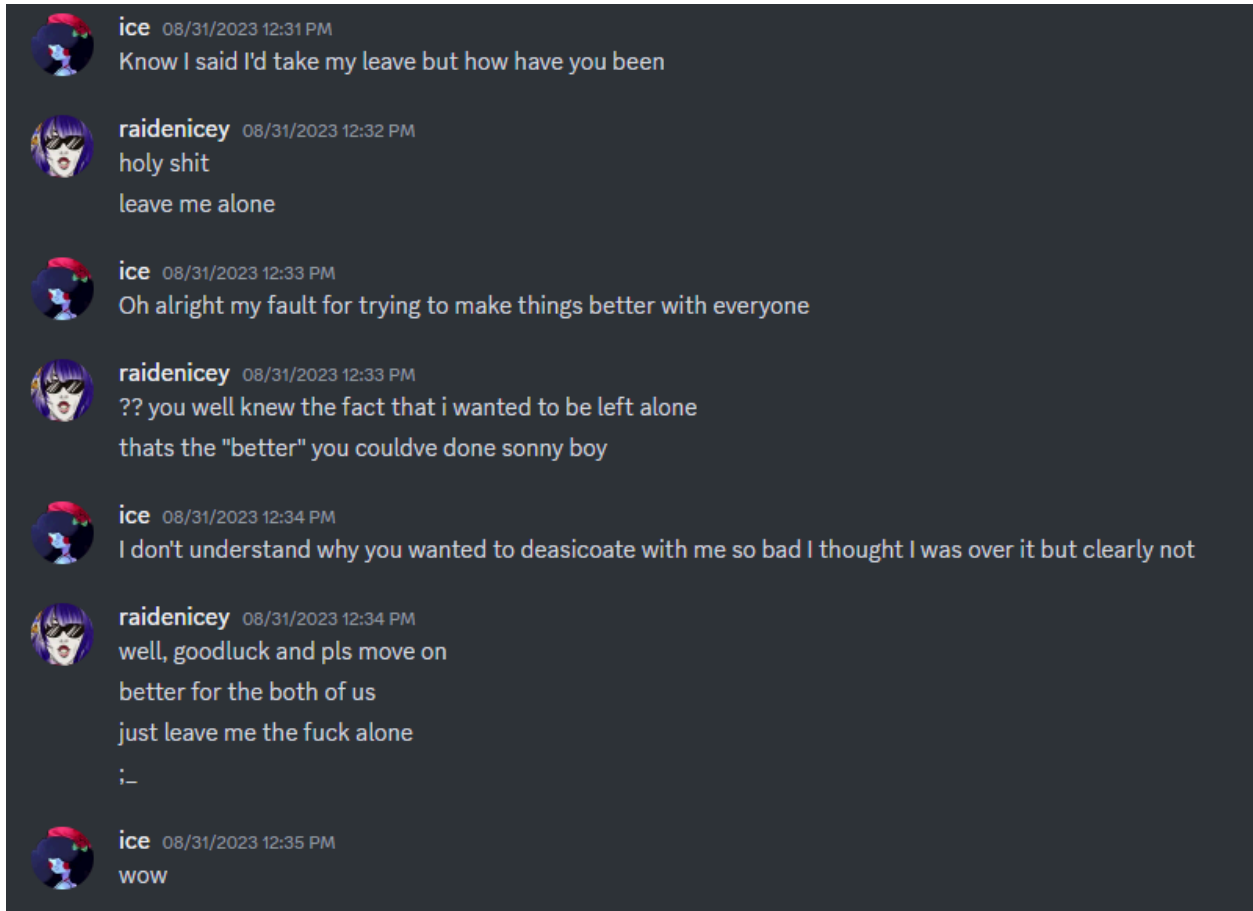 ice 08/31/2023 12:31 PM
Know I said I'd take my leave but how have you been
raidenicey 08/31/2023 12:32 PM
holy shit
leave me alone
ice 08/31/2023 12:33 PM
Oh alright my fault for trying to make things better with everyone
raidenicey 08/31/2023 12:33 PM
?? you well knew the fact that i wanted to be left alone
thats the "better" you couldve done sonny boy
ice 08/31/2023 12:34 PM
I don't understand why you wanted to deasicoate with me so bad I thought I was over it but clearly not
raidenicey 08/31/2023 12:34 PM
well, goodluck and pls move on
better for the both of us
just leave me the fuck alone
;_
ice 08/31/2023 12:35 PM
wow